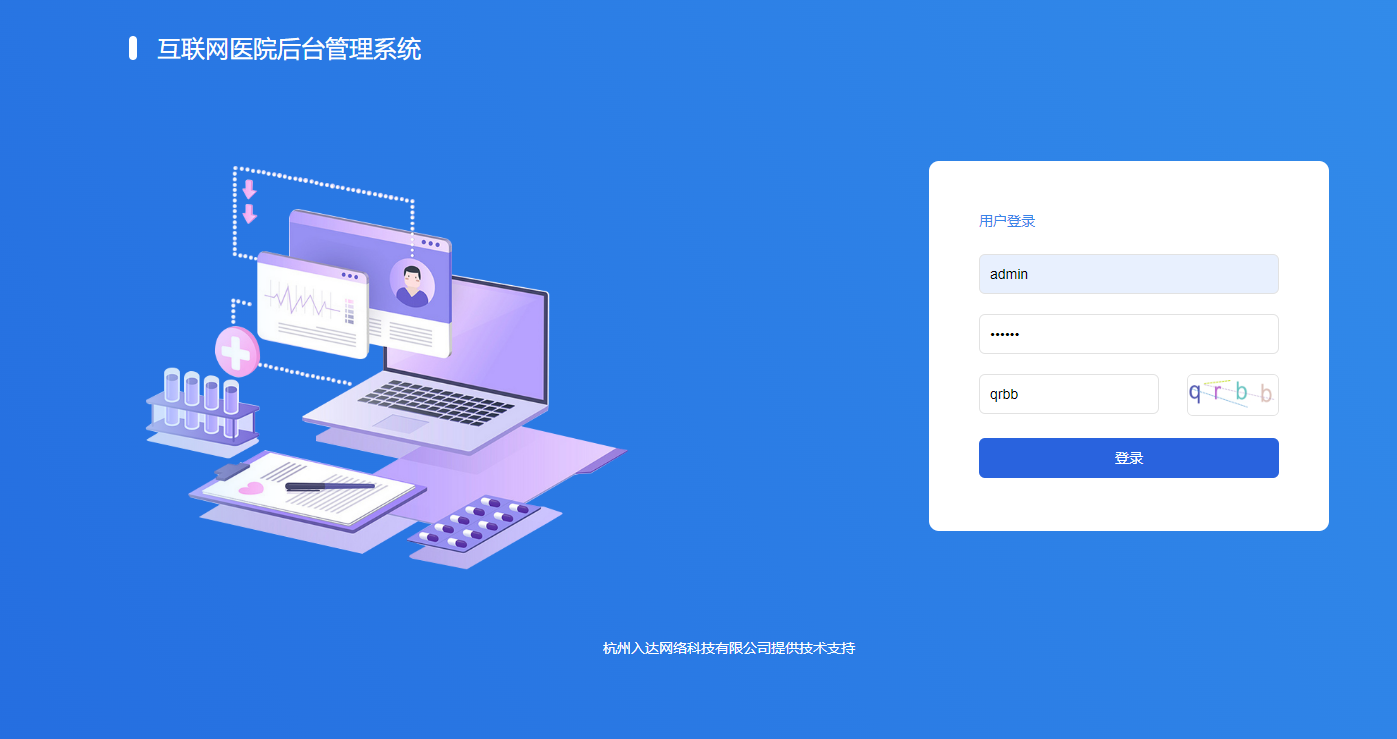 互联网医院后台管理系统
用户登录
admin
••••••
qrbb
qrbb
登录
杭州入达网络科技有限公司提供技术支持